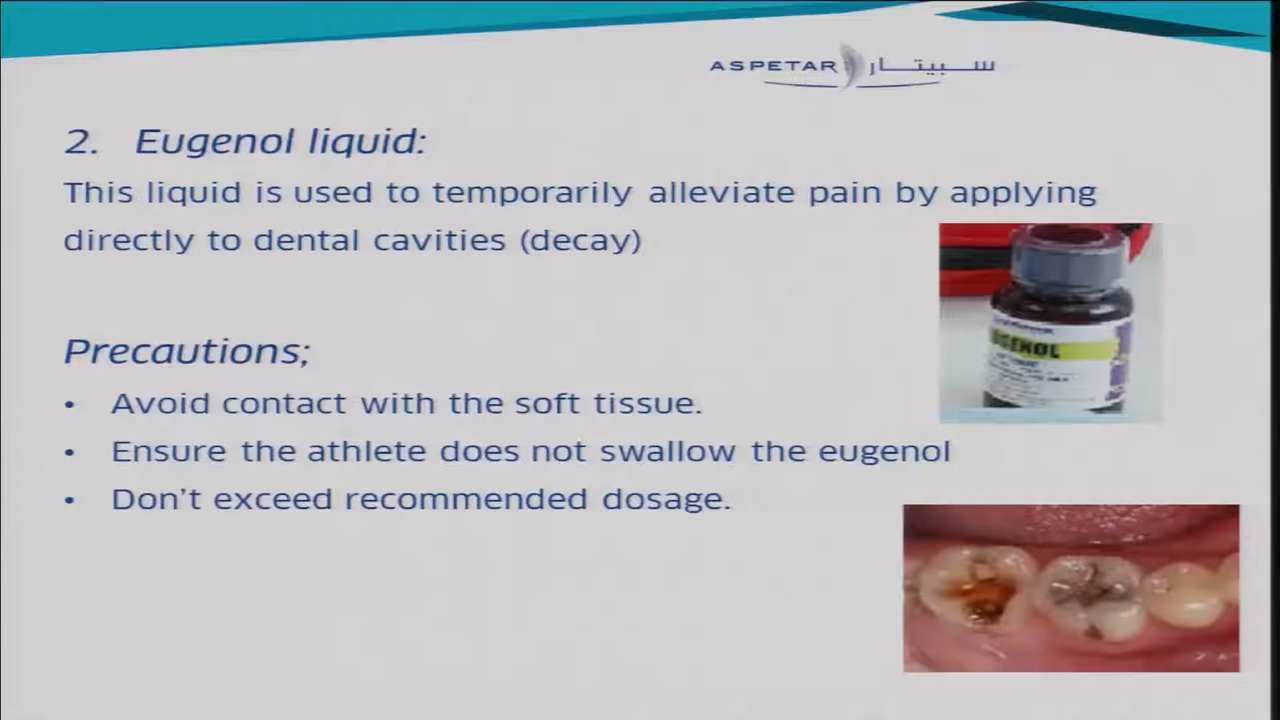 ASPETAR سبيتار
2. Eugenol liquid:
This liquid is used to temporarily alleviate pain by applying
directly to dental cavities (decay)
Precautions;
• Avoid contact with the soft tissue.
• Ensure the athlete does not swallow the eugenol
• Don't exceed recommended dosage.